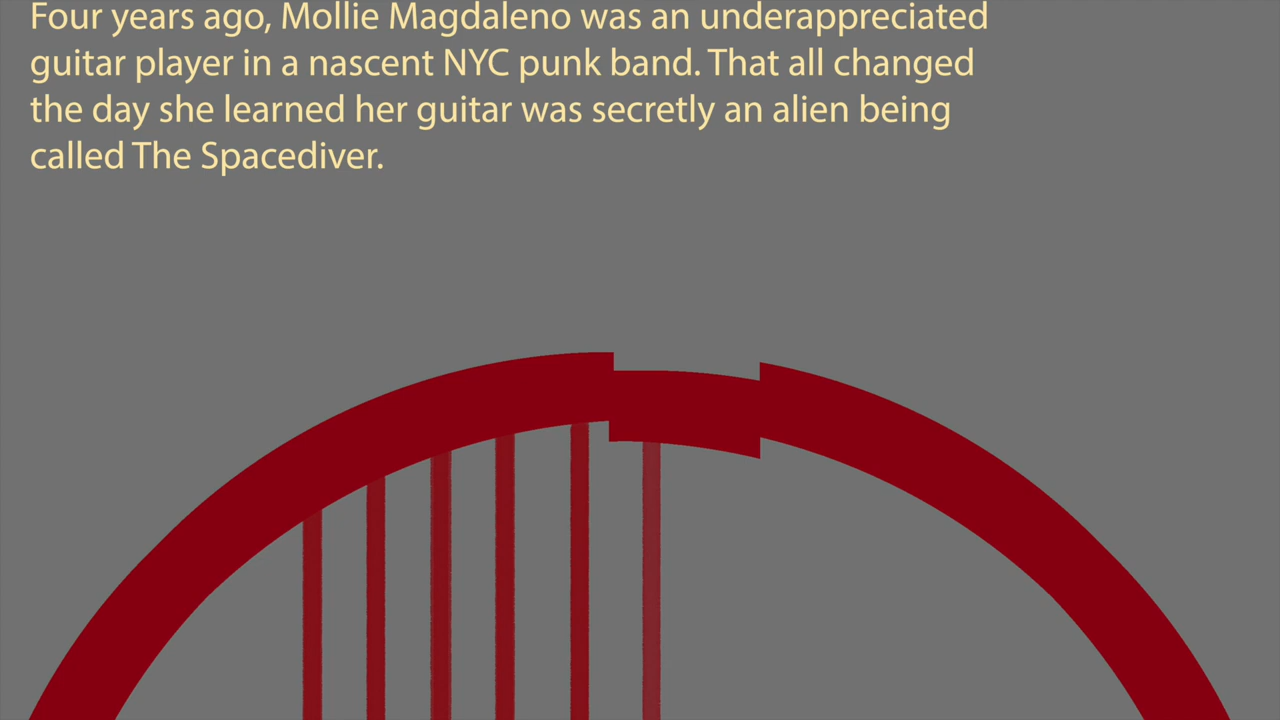 Four years ago, Mollie Magdaleno was an underappreciated
guitar player in a nascent NYC punk band. That all changed
the day she learned her guitar was secretly an alien being
called The Spacediver.